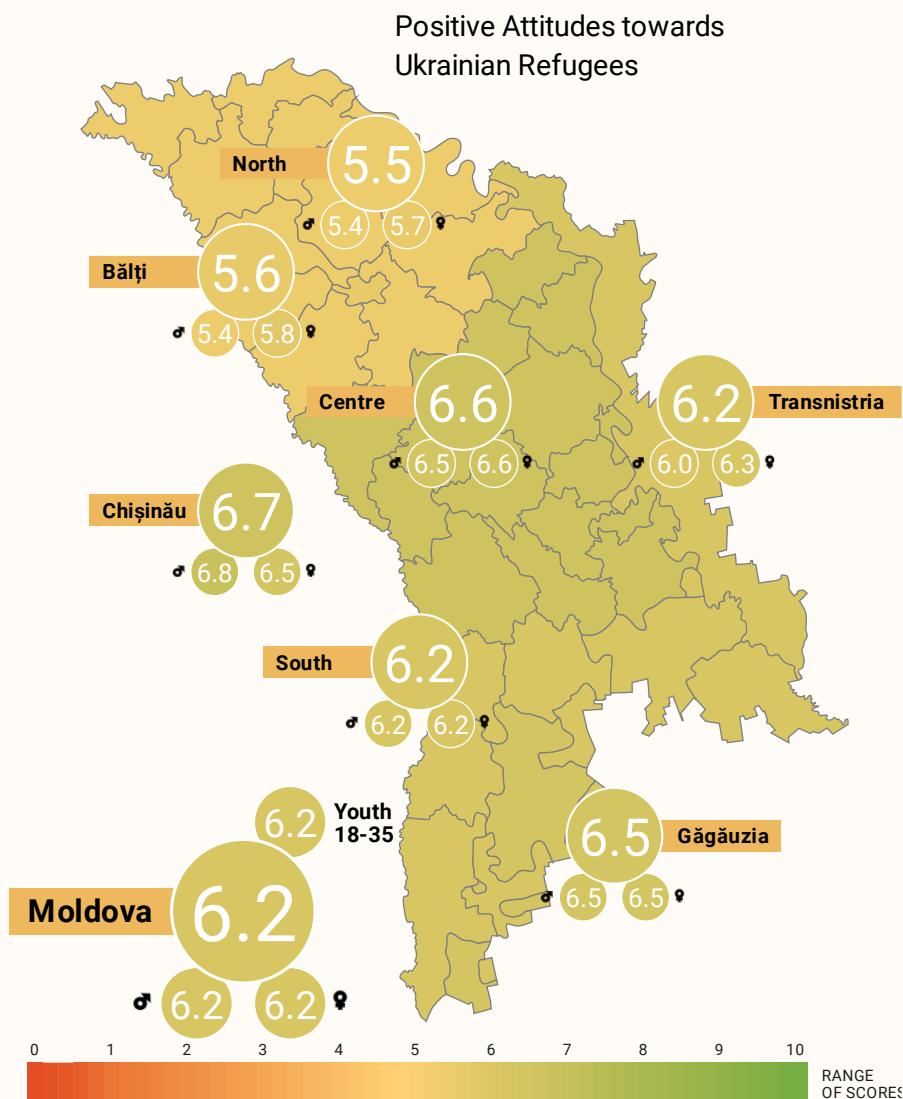 Positive Attitudes towards
Ukrainian Refugees
North
5.5
♂ 5.4 5.7 ♀
Bălți
5.6
♂ 5.4 5.8 ♀
Centre
6.6
♂ 6.5 6.6 ♀
6.2
Transnistria
♂ 6.0 6.3 ♀
Chișinău
6.7
♂ 6.8 6.5 ♀
South
6.2
♂ 6.2 6.2 ♀
6.2
Youth
18-35
Moldova
6.2
♂ 6.2 6.2 ♀
6.5
Găgăuzia
♂ 6.5 6.5 ♀
0 1 2 3 4 5 6 7 8 9 10
RANGE
OF SCORES